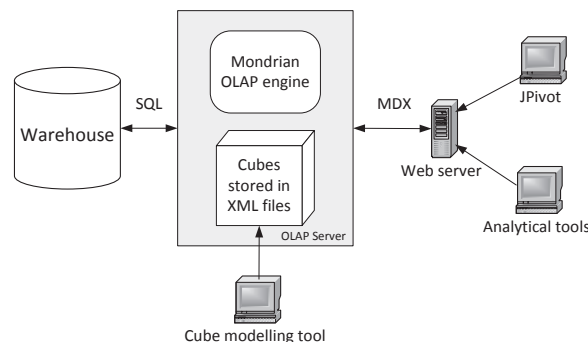 Mondrian
OLAP engine
SQL
Warehouse
Cubes
stored in
XML files
OLAP Server
MDX
JPivot
Web server
Analytical tools
Cube modelling tool